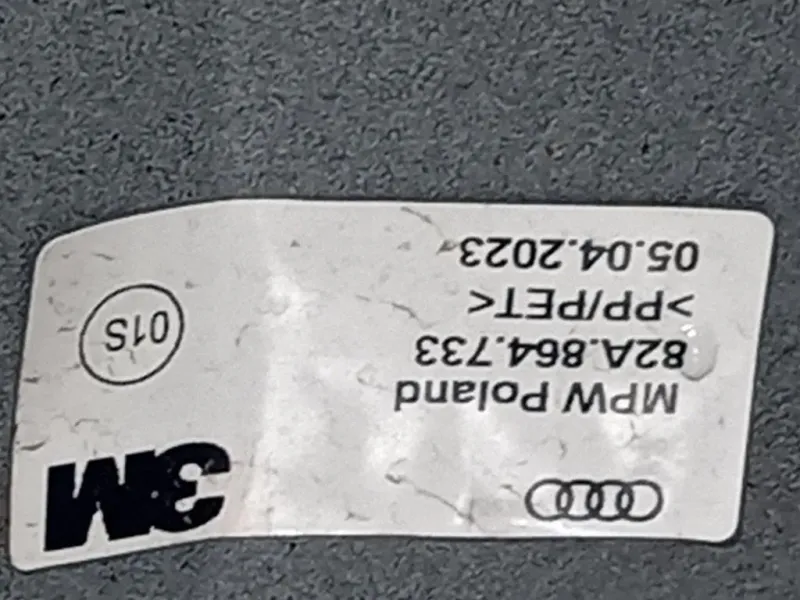 3M
MPW Poland
82A.864.733
>PP/PET<
05.04.2023
01S